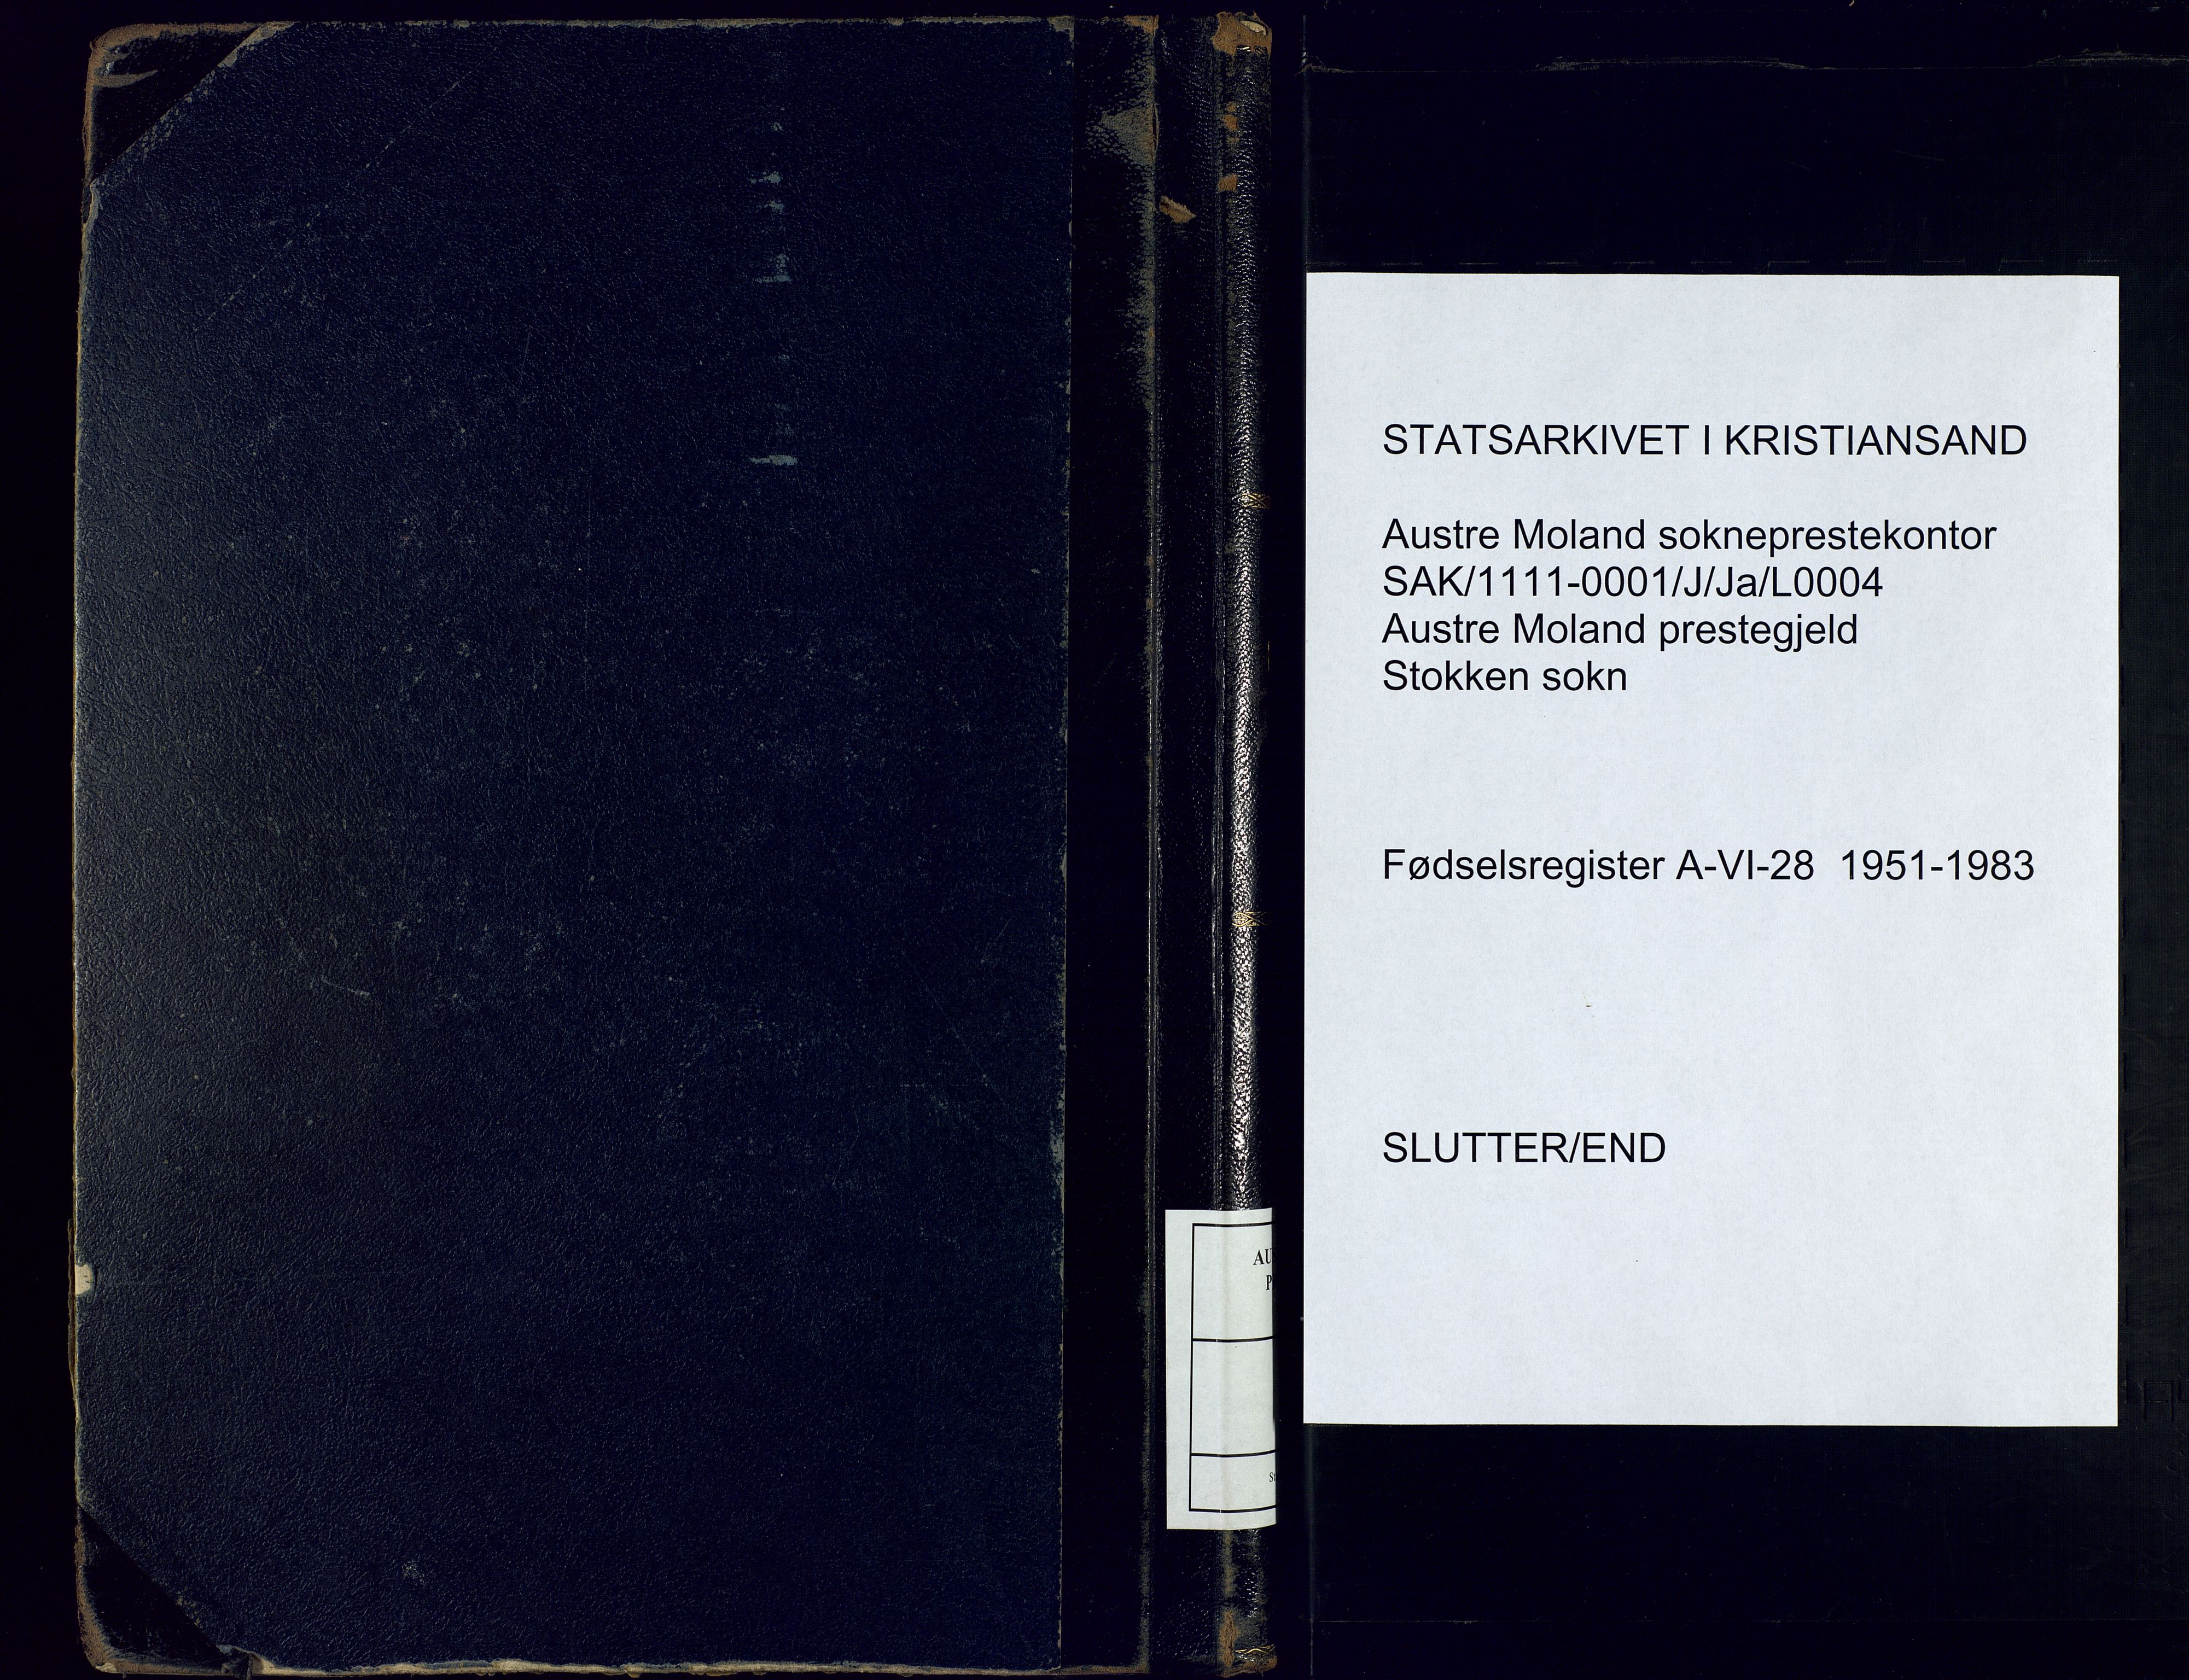 STATSARKIVET I KRISTIANSAND
Austre Moland sokneprestekontor
SAK/1111-0001/J/Ja/L0004
Austre Moland prestegjeld
Stokken sokn
Fødselsregister A-VI-28 1951-1983
SLUTTER/END